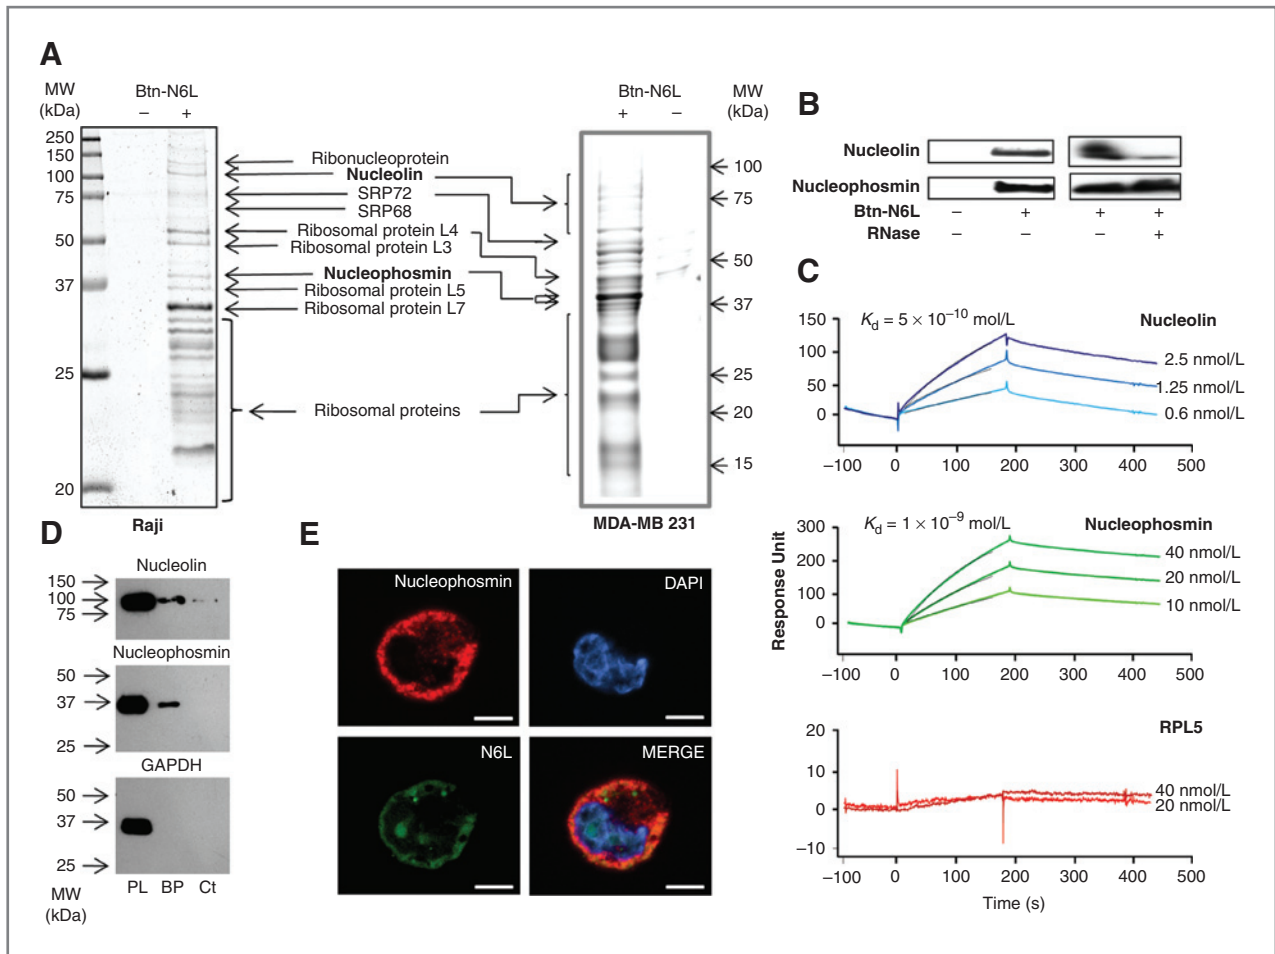 A
MW
(kDa)
Btn-N6L
– +
250
150
100
75
50
37
25
20
Raji
Ribonucleoprotein
Nucleolin
SRP72
SRP68
Ribosomal protein L4
Ribosomal protein L3
Nucleophosmin
Ribosomal protein L5
Ribosomal protein L7
Ribosomal proteins
Btn-N6L
+ –
MW
(kDa)
100
75
50
37
25
20
15
MDA-MB 231
B
Nucleolin
Nucleophosmin
Btn-N6L – + + +
RNase – – – +
C
Kd = 5 × 10⁻¹⁰ mol/L
Nucleolin
150
100
50
0
–100 0 100 200 300 400 500
2.5 nmol/L
1.25 nmol/L
0.6 nmol/L
Kd = 1 × 10⁻⁹ mol/L
Nucleophosmin
300
200
100
0
–100 0 100 200 300 400 500
40 nmol/L
20 nmol/L
10 nmol/L
Response Unit
RPL5
20
10
0
–10
–100 0 100 200 300 400 500
40 nmol/L
20 nmol/L
Time (s)
D
Nucleolin
150
100
75
Nucleophosmin
50
37
25
GAPDH
50
37
25
MW
(kDa)
PL BP Ct
E
Nucleophosmin
DAPI
N6L
MERGE